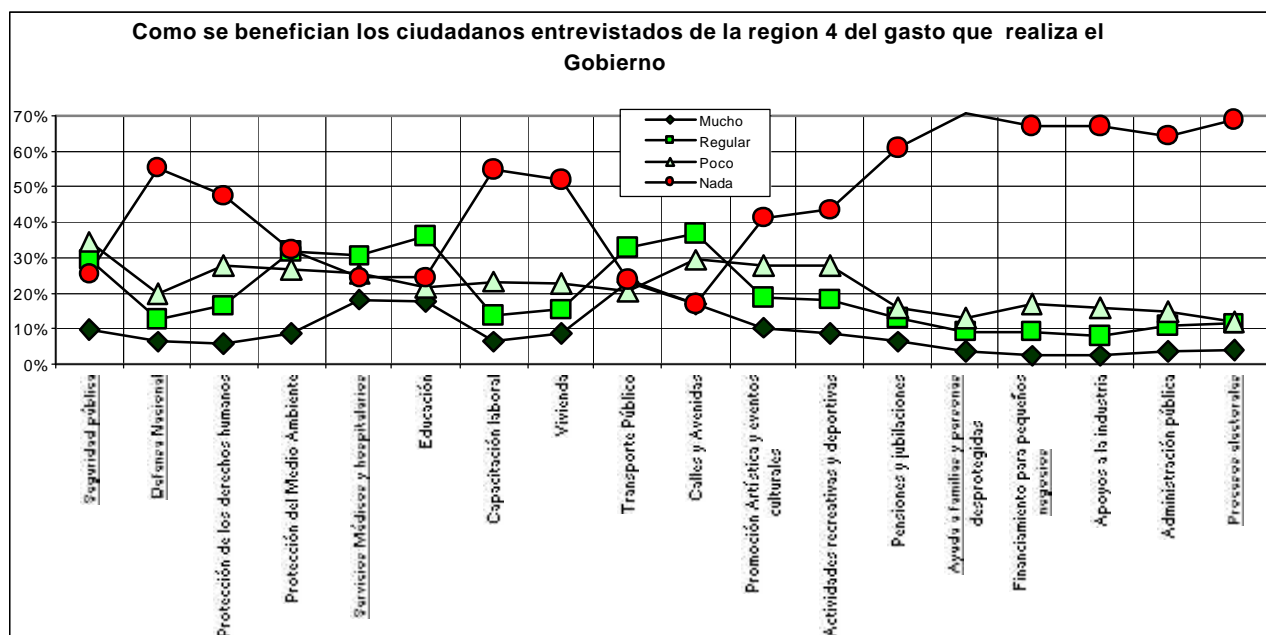 Como se benefician los ciudadanos entrevistados de la region 4 del gasto que realiza el
Gobierno
70%
60%
50%
40%
30%
20%
10%
0%
Mucho
Regular
Poco
Nada
Seguridad pública
Defensa Nacional
Protección de los derechos humanos
Protección del Medio Ambiente
Servicios Médicos y hospitalarios
Educación
Capacitación laboral
Vivienda
Transporte Público
Calles y Avenidas
Promoción Artística y eventos
culturales
Actividades recreativas y deportivas
Pensiones y jubilaciones
Ayuda a familias y personas
desprotegidas
Financiamiento para pequeños
negocios
Apoyos a la industria
Administración pública
Procesos electorales